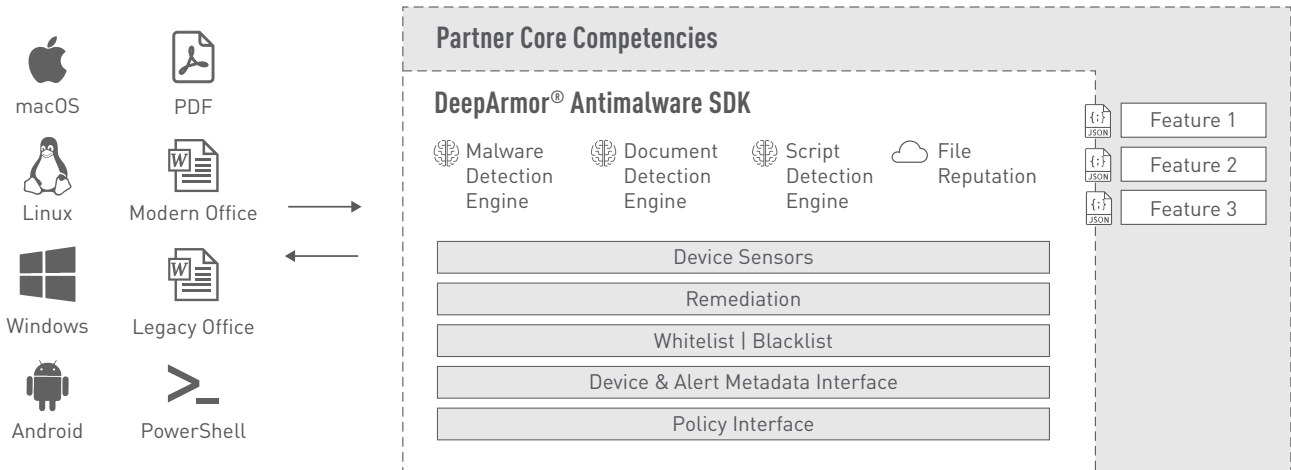 macOS
PDF
Linux
Modern Office
Windows
Legacy Office
Android
PowerShell
Partner Core Competencies
DeepArmor® Antimalware SDK
Malware
Detection
Engine
Document
Detection
Engine
Script
Detection
Engine
File
Reputation
Device Sensors
Remediation
Whitelist | Blacklist
Device & Alert Metadata Interface
Policy Interface
{;}
JSON
Feature 1
{;}
JSON
Feature 2
{;}
JSON
Feature 3
W
W
>_